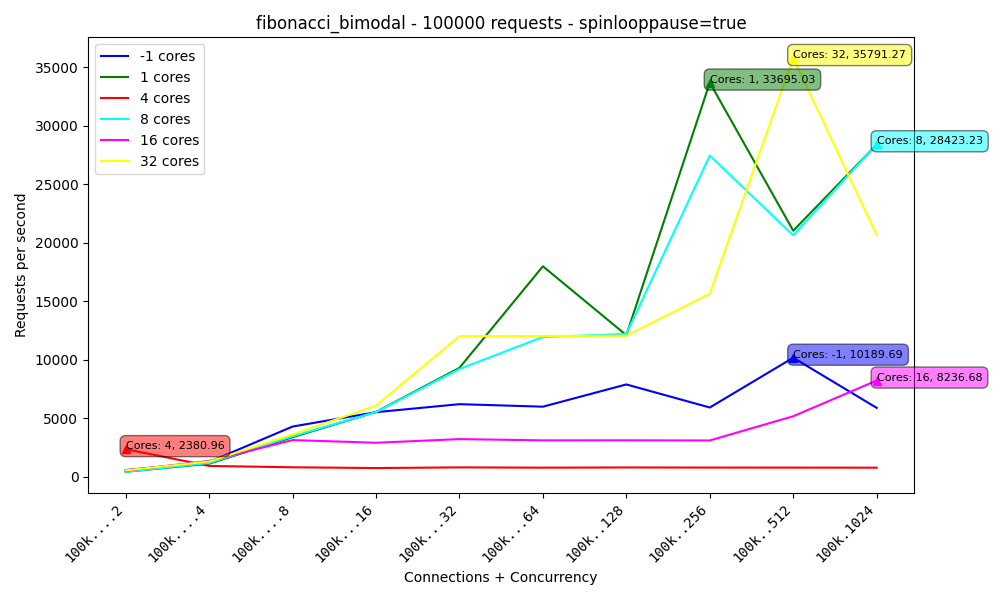 fibonacci_bimodal - 100000 requests - spinlooppause=true
-1 cores
1 cores
4 cores
8 cores
16 cores
32 cores
Cores: 32, 35791.27
Cores: 1, 33695.03
Cores: 8, 28423.23
Cores: -1, 10189.69
Cores: 16, 8236.68
Cores: 4, 2380.96
35000
30000
25000
20000
15000
10000
5000
0
Requests per second
100k....2
100k....4
100k....8
100k...16
100k...32
100k...64
100k..128
100k..256
100k..512
100k.1024
Connections + Concurrency